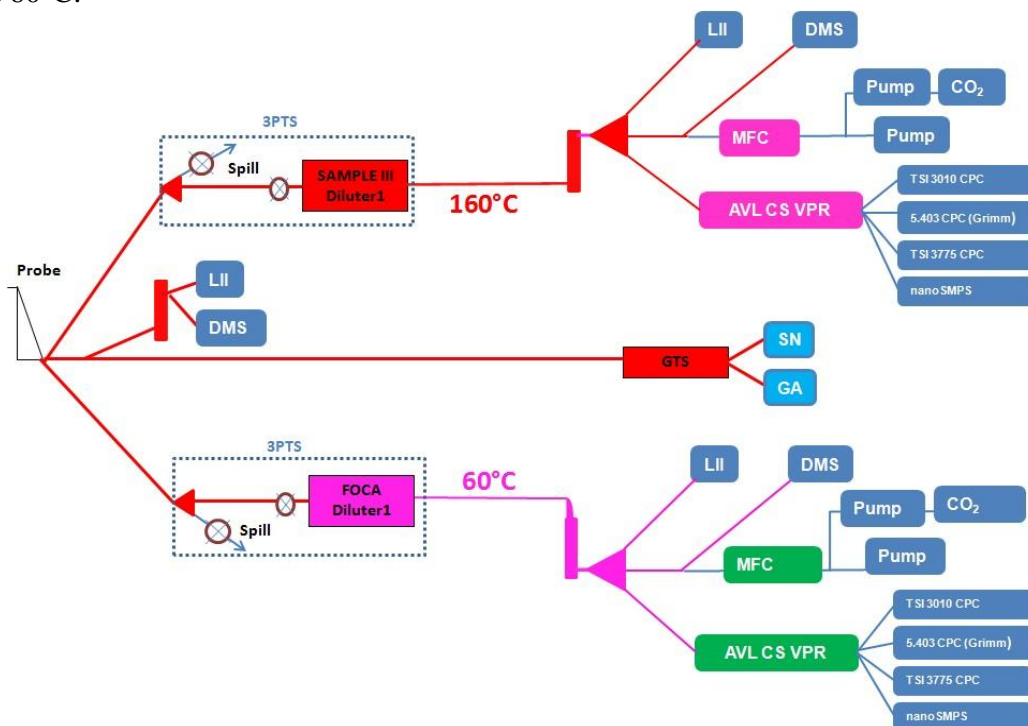 60°C.
LII
DMS
Pump
CO₂
3PTS
MFC
Pump
Spill
SAMPLE III
Diluter1
160°C
TSI 3010 CPC
AVL CS VPR
5.403 CPC (Grimm)
TSI 3775 CPC
Probe
LII
nanoSMPS
DMS
SN
GTS
GA
3PTS
LII
DMS
60°C
FOCA
Diluter1
Pump
CO₂
Spill
MFC
Pump
TSI 3010 CPC
5.403 CPC (Grimm)
AVL CS VPR
TSI 3775 CPC
nanoSMPS